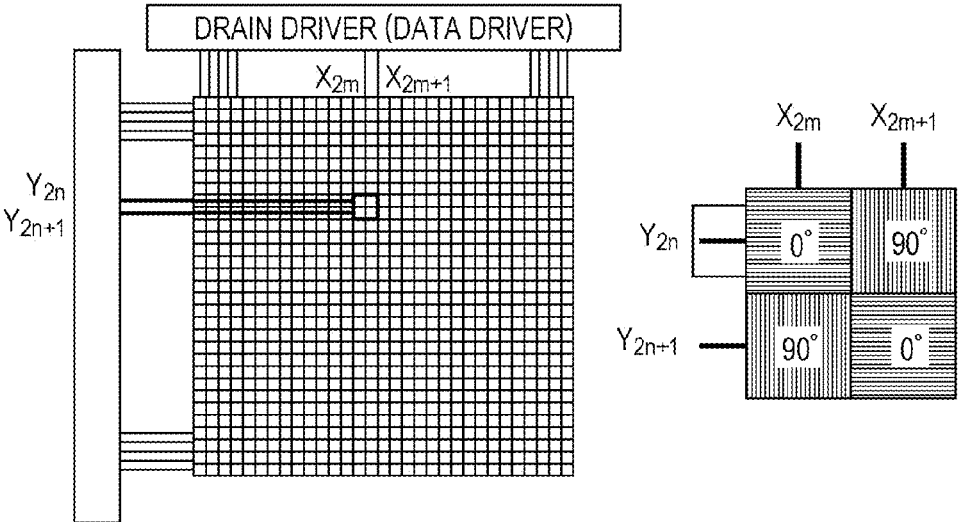 DRAIN DRIVER (DATA DRIVER)
X2m X2m+1
Y2n
Y2n+1
X2m X2m+1
Y2n
0° 90°
Y2n+1
90° 0°